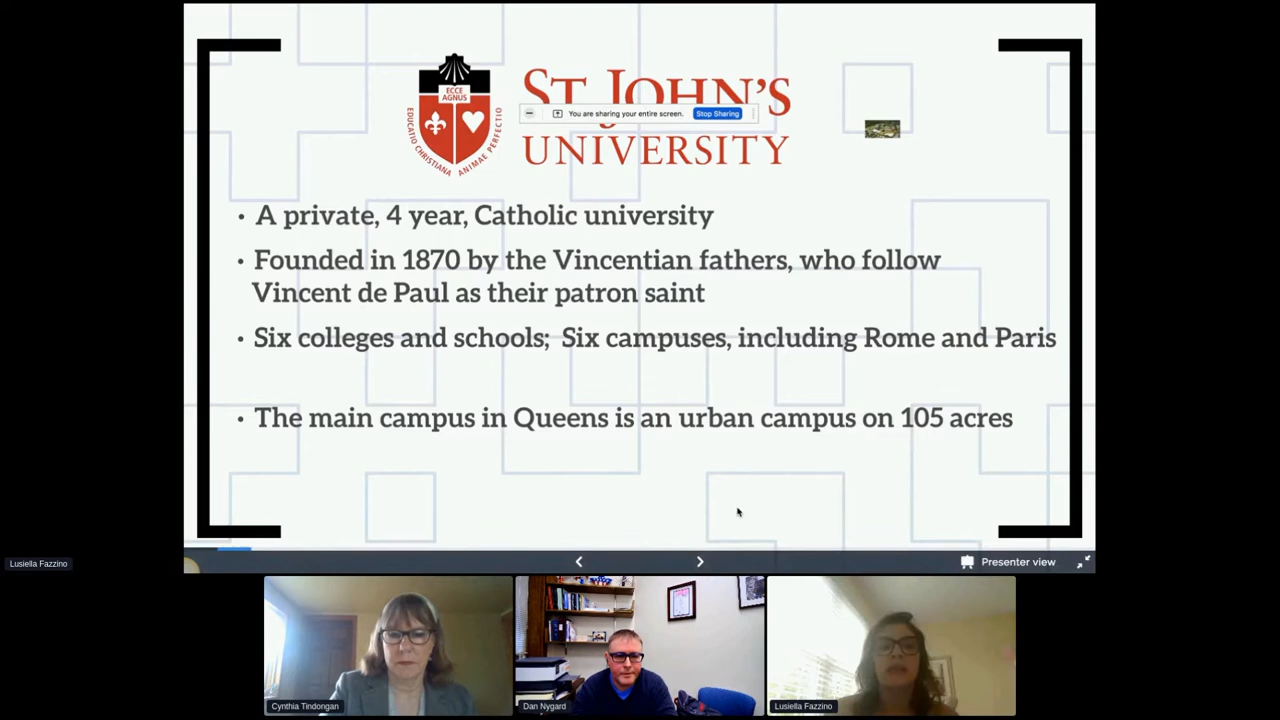 ECCE
AGNUS
EDUCATIO CHRISTIANA ANIMAE PERFECTIO
ST. JOHN'S
UNIVERSITY
You are sharing your entire screen. Stop Sharing
• A private, 4 year, Catholic university
• Founded in 1870 by the Vincentian fathers, who follow
Vincent de Paul as their patron saint
• Six colleges and schools; Six campuses, including Rome and Paris
• The main campus in Queens is an urban campus on 105 acres
Presenter view
Lusiella Fazzino
Cynthia Tindongan
Dan Nygard
Lusiella Fazzino